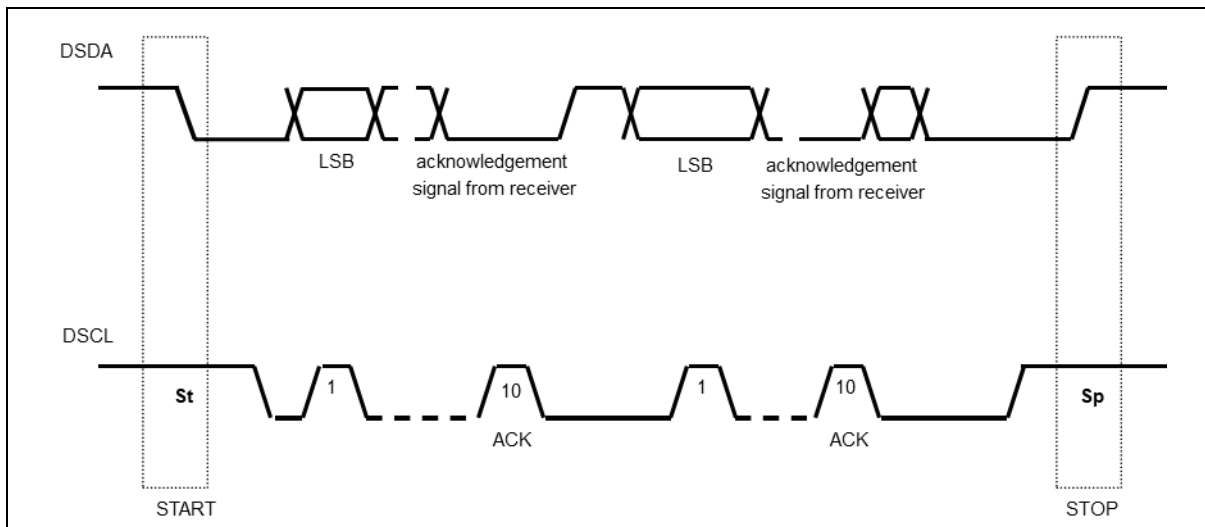 DSDA
LSB
acknowledgement
signal from receiver
LSB
acknowledgement
signal from receiver
DSCL
St
1
10
1
10
Sp
ACK
ACK
START
STOP